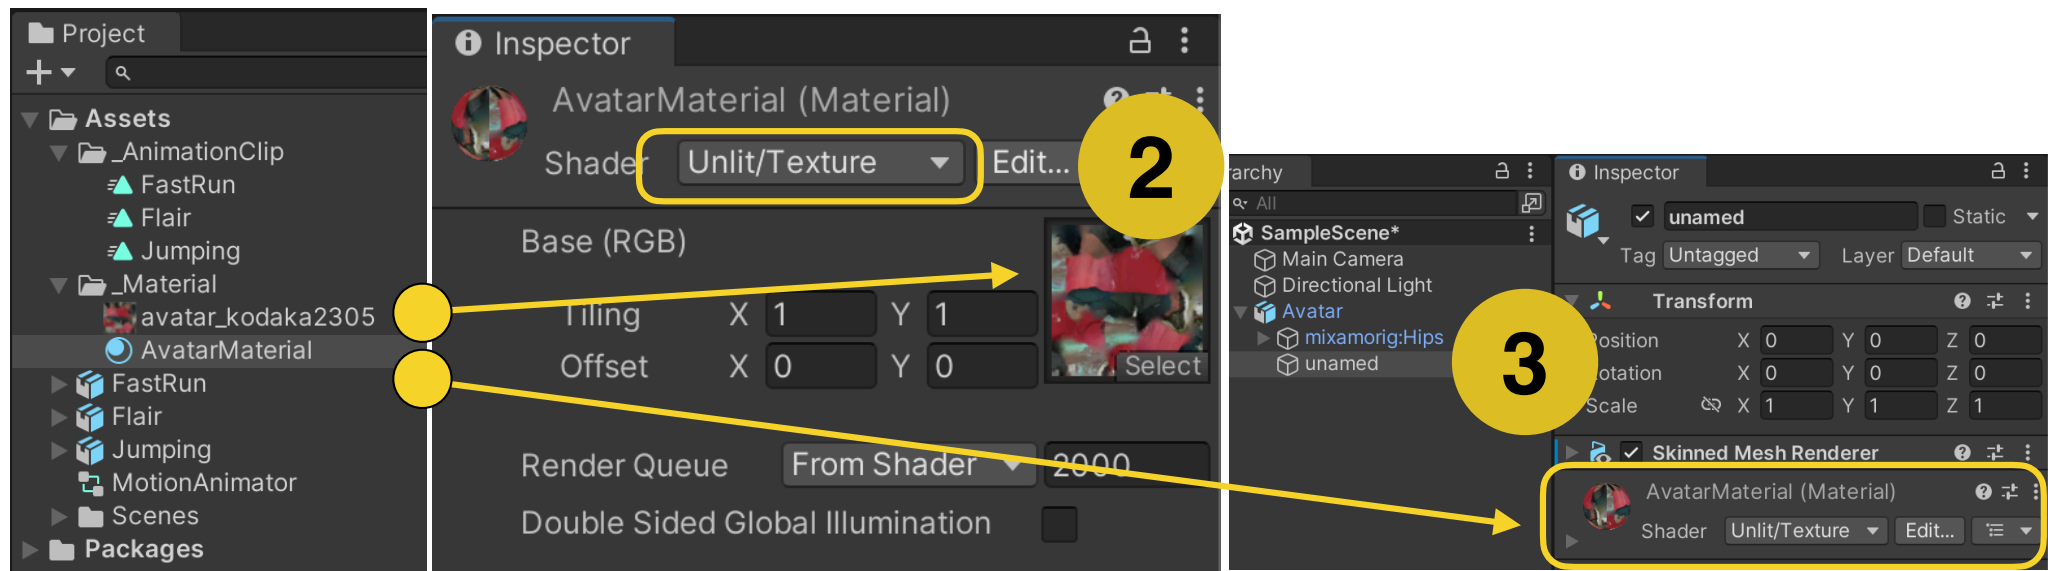 Project
Assets
_AnimationClip
FastRun
Flair
Jumping
_Material
avatar_kodaka2305
AvatarMaterial
FastRun
Flair
Jumping
MotionAnimator
Scenes
Packages
Inspector
AvatarMaterial (Material)
Shader Unlit/Texture Edit...
2
Base (RGB)
Tiling X 1 Y 1
Offset X 0 Y 0
Select
Render Queue From Shader 2000
Double Sided Global Illumination
rarchy
All
SampleScene*
Main Camera
Directional Light
Avatar
mixamorig:Hips
unamed
3
Inspector
unamed Static
Tag Untagged Layer Default
Transform
Position X 0 Y 0 Z 0
otation X 0 Y 0 Z 0
Scale X 1 Y 1 Z 1
Skinned Mesh Renderer
AvatarMaterial (Material)
Shader Unlit/Texture Edit...